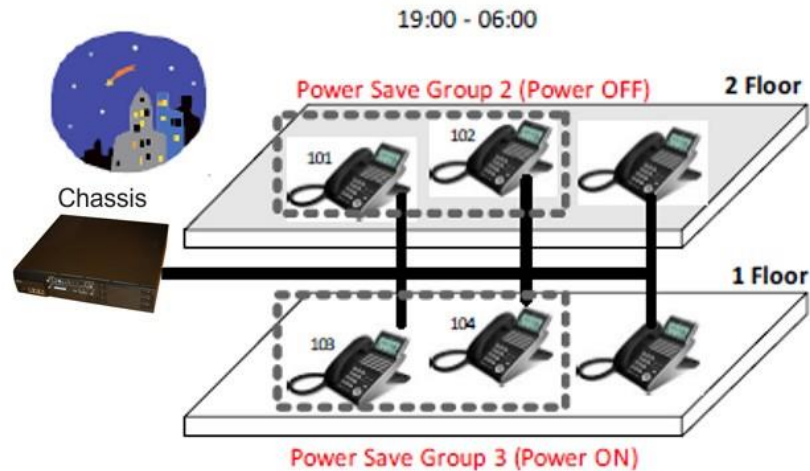 19:00 - 06:00
Power Save Group 2 (Power OFF)
2 Floor
101
102
Chassis
1 Floor
103
104
Power Save Group 3 (Power ON)